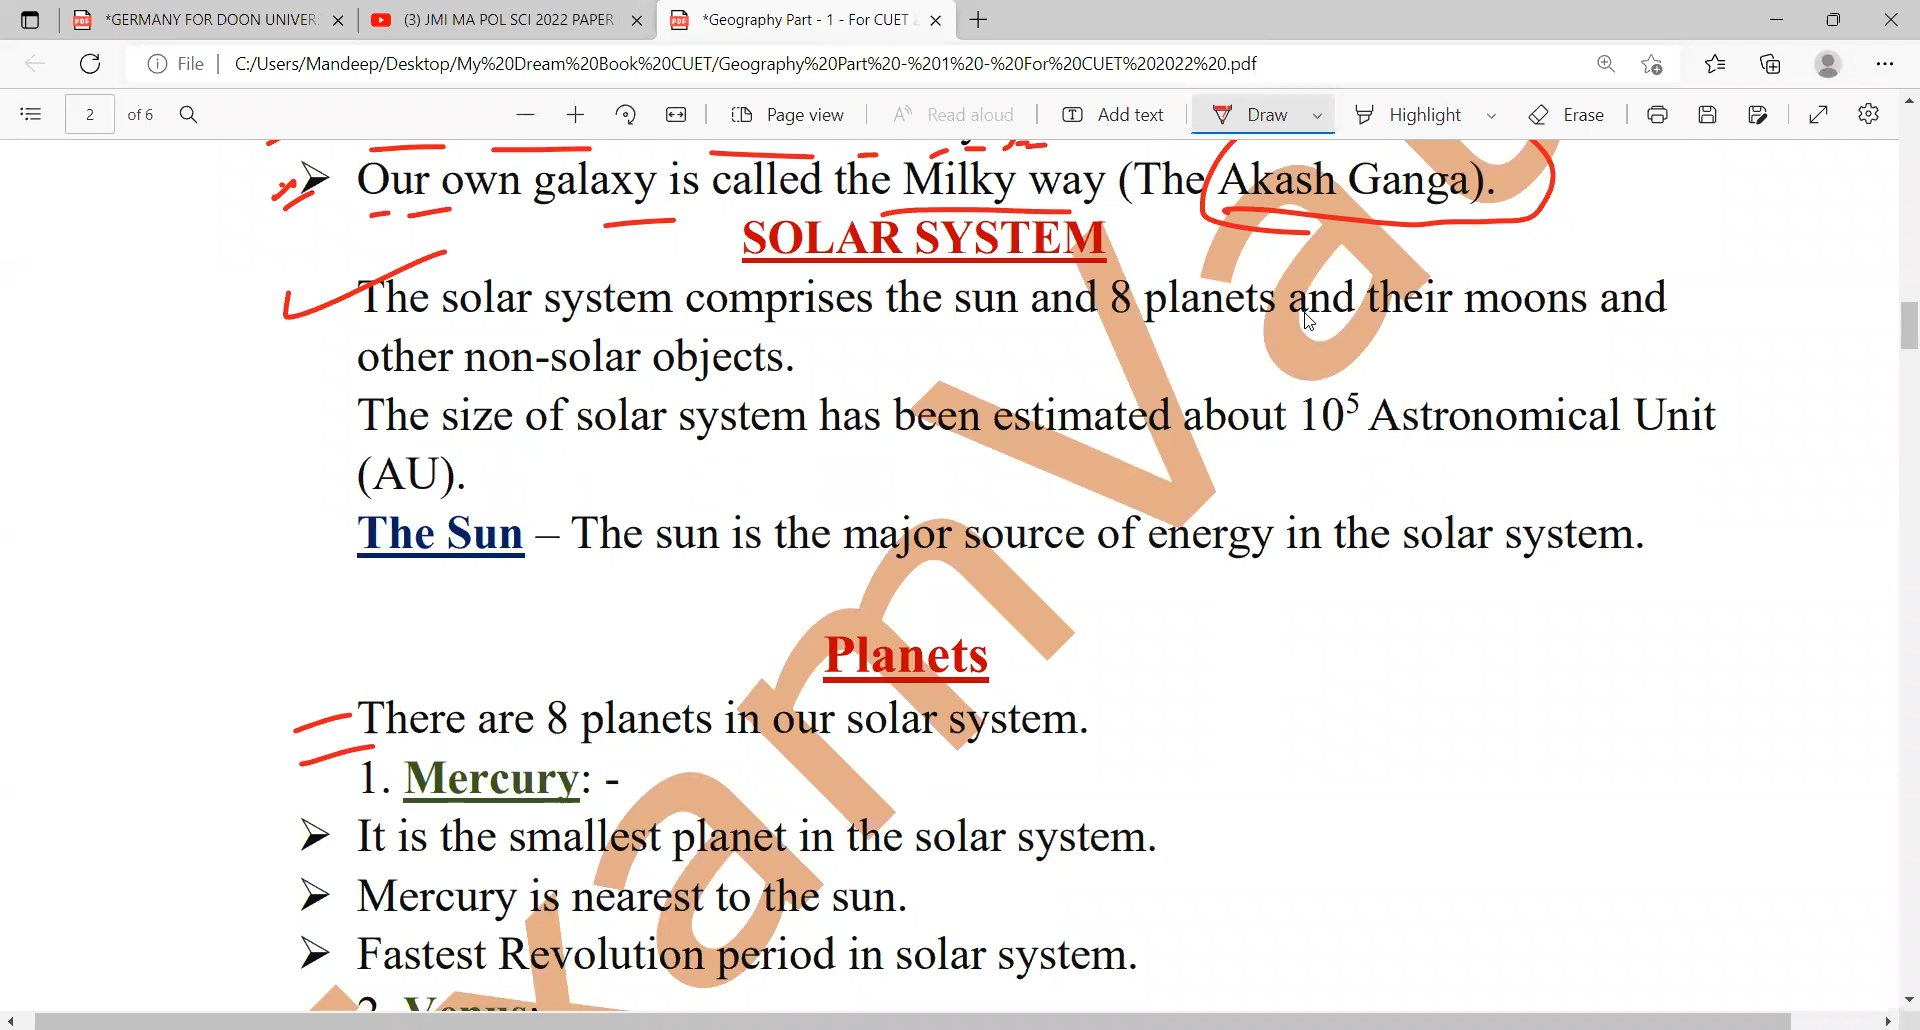 *GERMANY FOR DOON UNIVER
(3) JMI MA POL SCI 2022 PAPER
*Geography Part - 1 - For CUET 2
File
C:/Users/Mandeep/Desktop/My%20Dream%20Book%20CUET/Geography%20Part%20-%201%20-%20For%20CUET%202022%20.pdf
2 of 6
Page view
Read aloud
Add text
Draw
Highlight
Erase
➢ Our own galaxy is called the Milky way (The Akash Ganga).
SOLAR SYSTEM
The solar system comprises the sun and 8 planets and their moons and
other non-solar objects.
The size of solar system has been estimated about 10⁵ Astronomical Unit
(AU).
The Sun – The sun is the major source of energy in the solar system.
Planets
There are 8 planets in our solar system.
1. Mercury: -
➢ It is the smallest planet in the solar system.
➢ Mercury is nearest to the sun.
➢ Fastest Revolution period in solar system.
2. Venus: